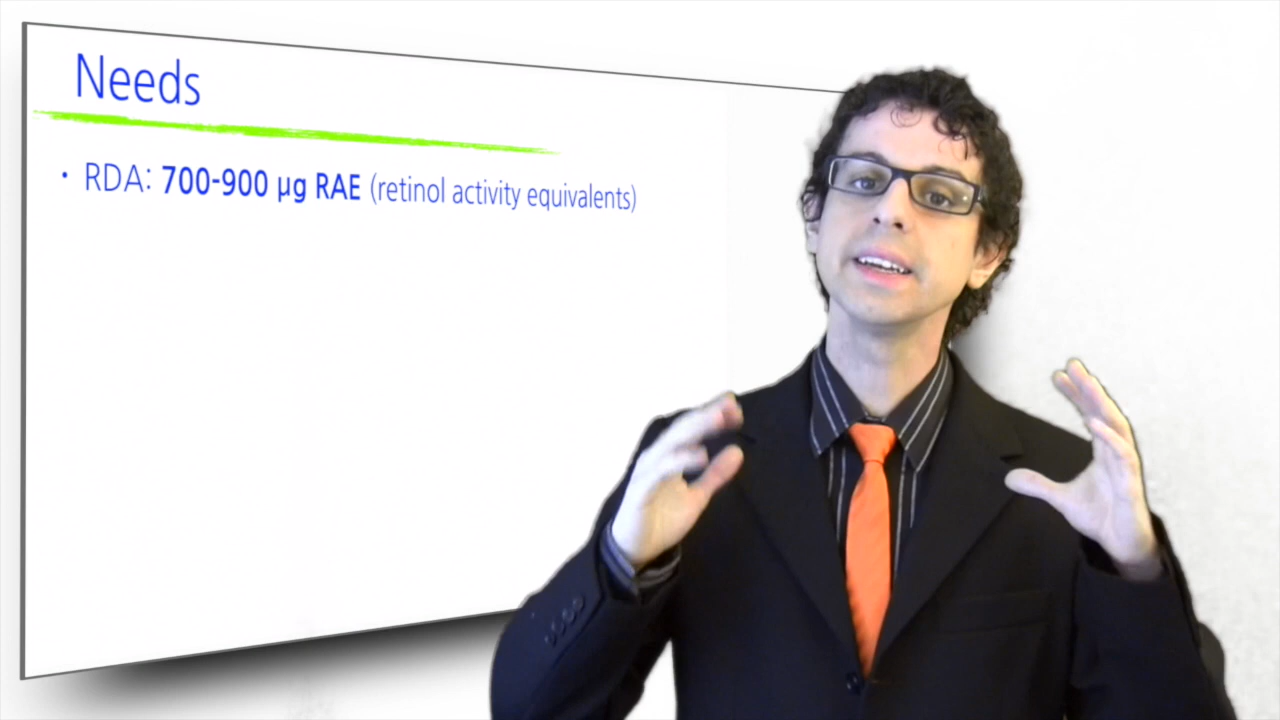 Needs
• RDA: 700-900 µg RAE (retinol activity equivalents)